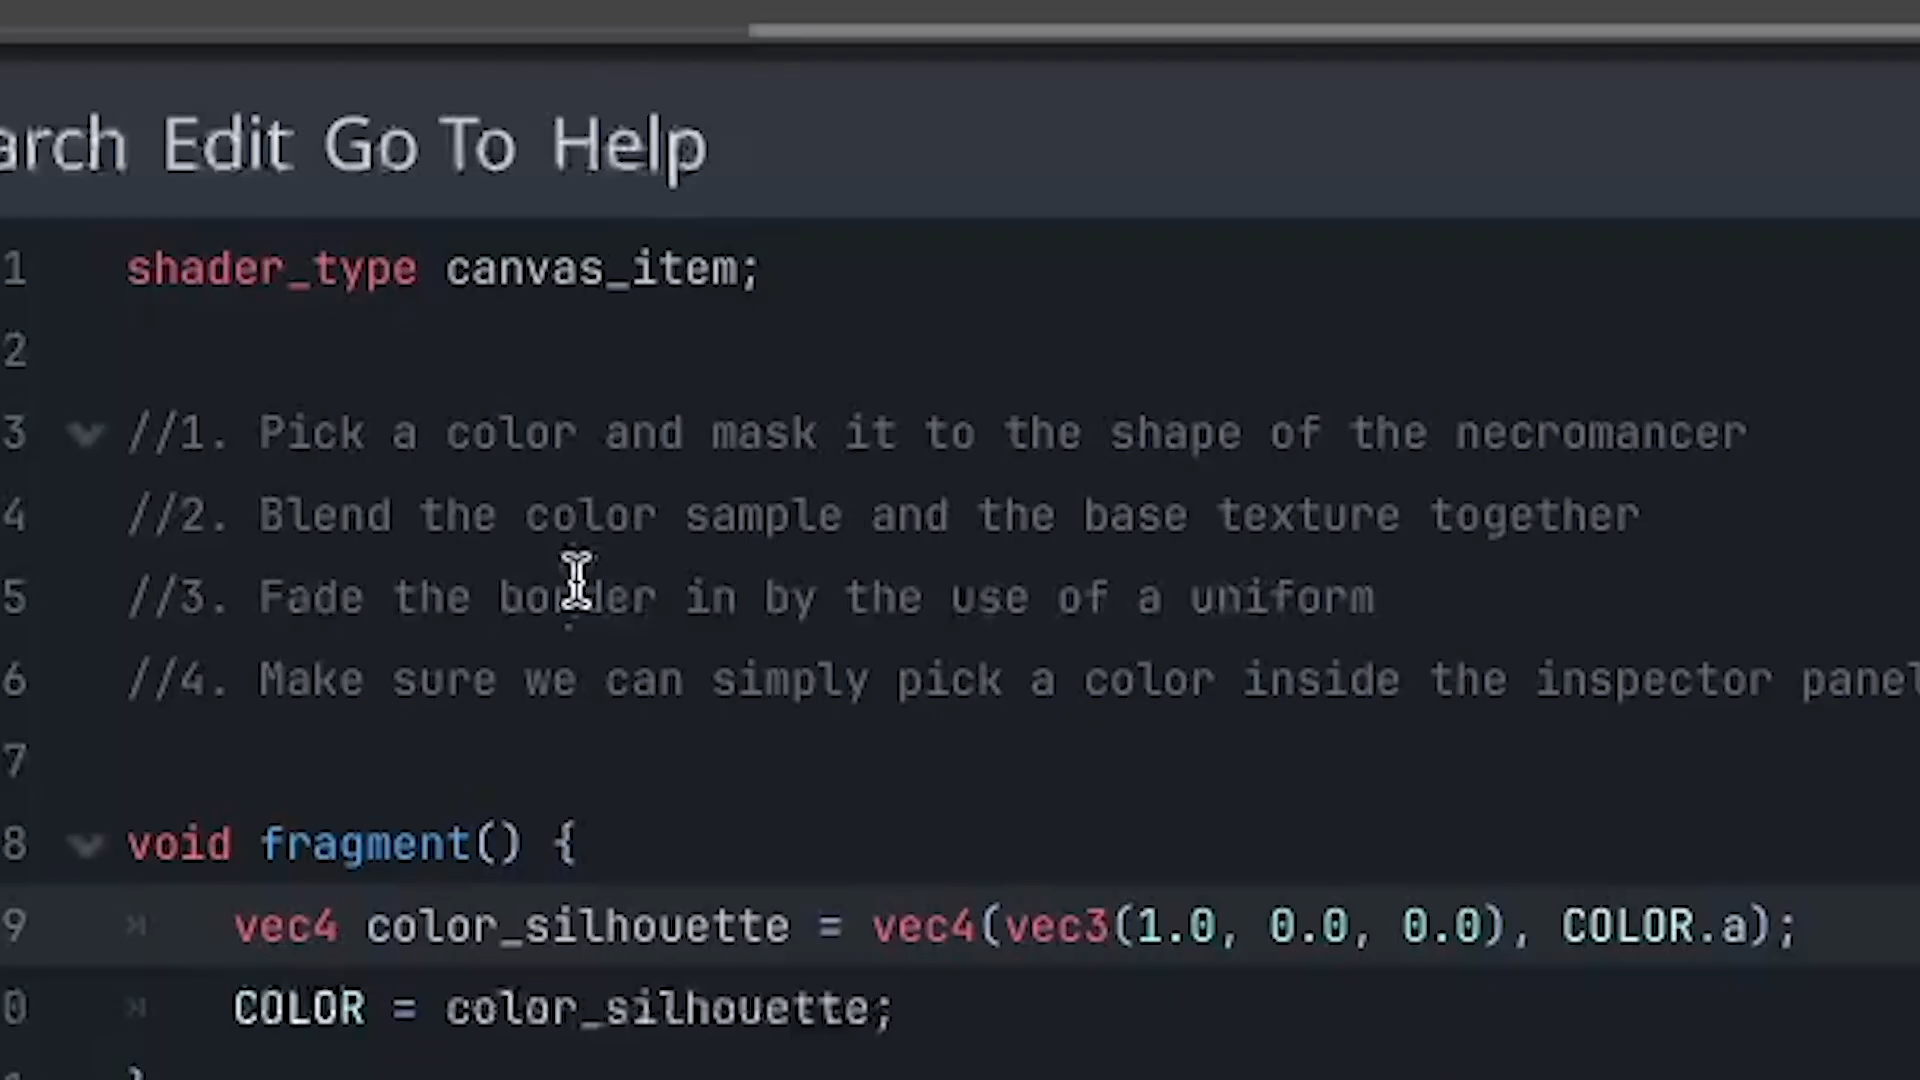 Edit Go To Help
1 shader_type canvas_item;
2
3 //1. Pick a color and mask it to the shape of the necromancer
4 //2. Blend the color sample and the base texture together
5 //3. Fade the border in by the use of a uniform
6 //4. Make sure we can simply pick a color inside the inspector panel
7
8 void fragment() {
9 vec4 color_silhouette = vec4(vec3(1.0, 0.0, 0.0), COLOR.a);
0 COLOR = color_silhouette;